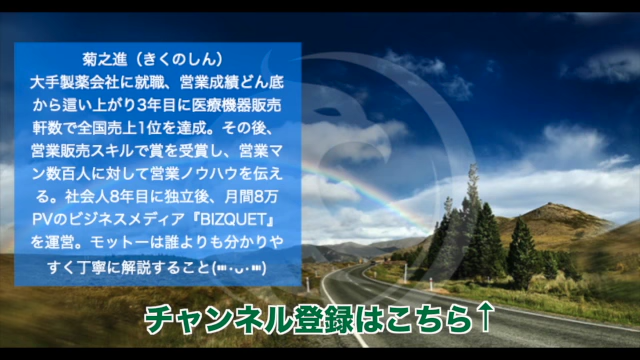 菊之進（きくのしん）
大手製薬会社に就職、営業成績どん底
から這い上がり3年目に医療機器販売
軒数で全国売上1位を達成。その後、
営業販売スキルで賞を受賞し、営業マ
ン数百人に対して営業ノウハウを伝え
る。社会人8年目に独立後、月間8万
PVのビジネスメディア『BIZQUET』
を運営。モットーは誰よりも分かりや
すく丁寧に解説すること(⑉･ᴗ･⑉)
チャンネル登録はこちら↑